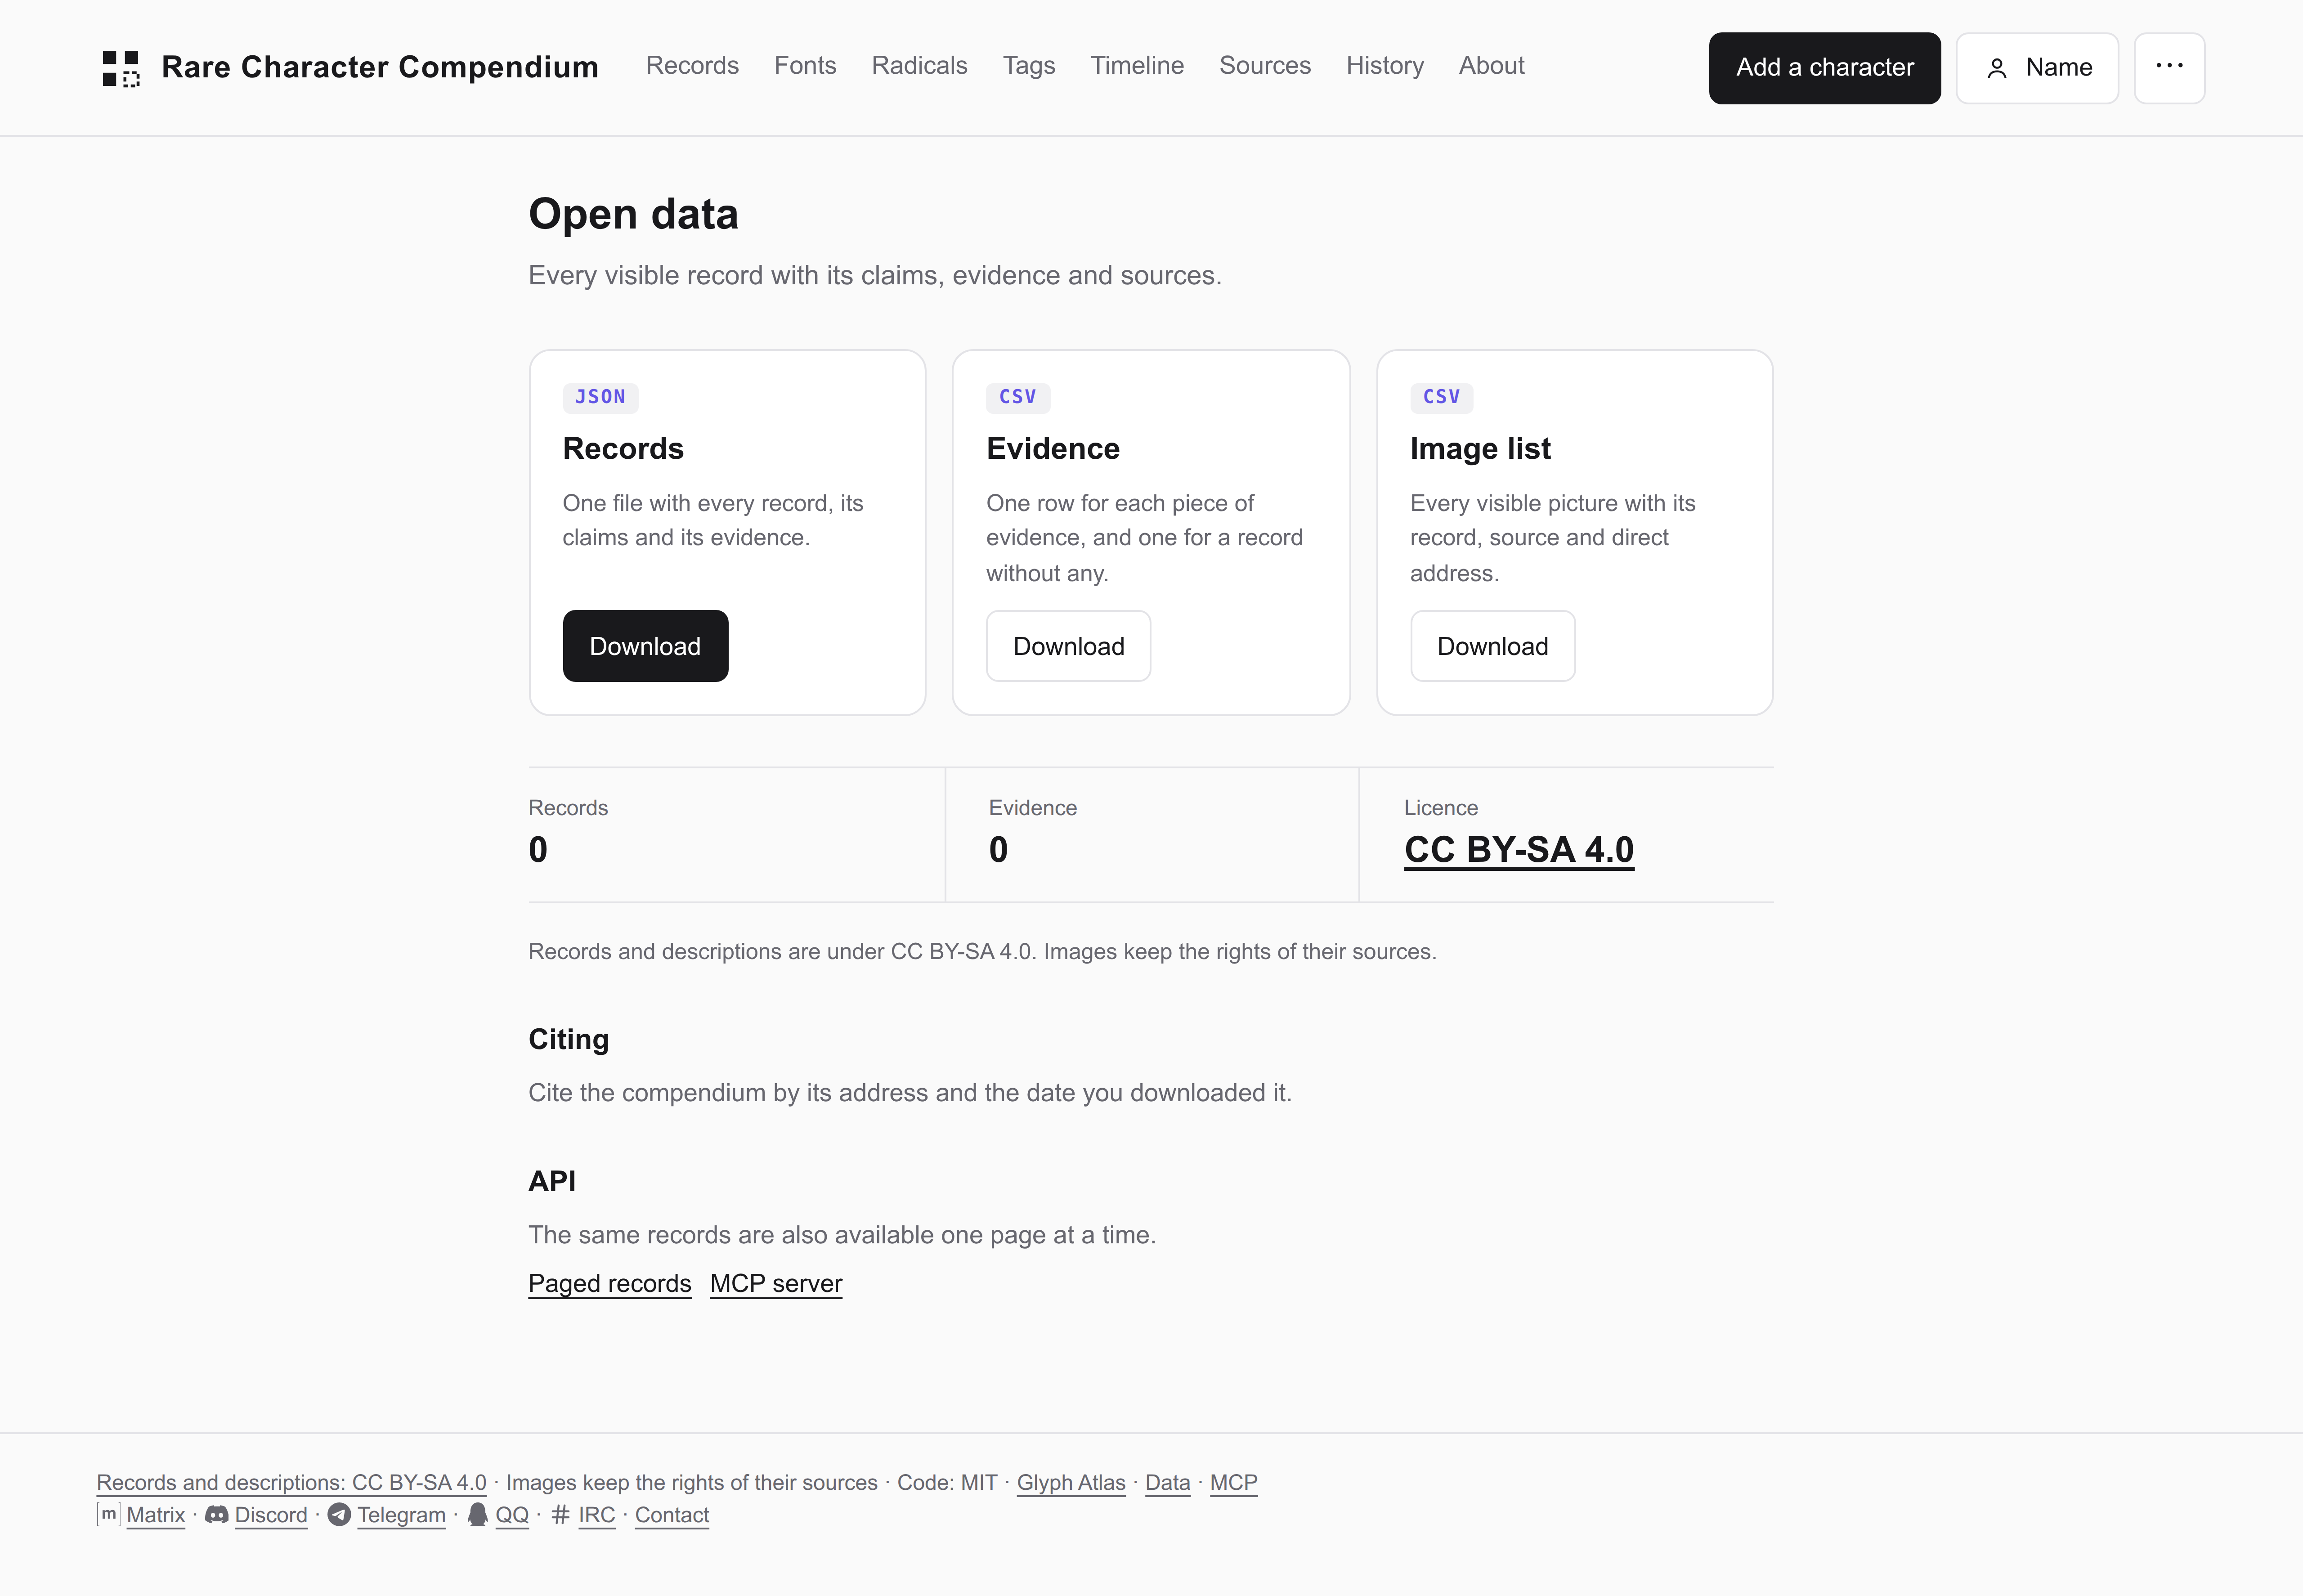 Rare Character Compendium Records Fonts Radicals Tags Timeline Sources History About Add a character Name ···
Open data
Every visible record with its claims, evidence and sources.
JSON
Records
One file with every record, its
claims and its evidence.
Download
CSV
Evidence
One row for each piece of
evidence, and one for a record
without any.
Download
CSV
Image list
Every visible picture with its
record, source and direct
address.
Download
Records
0
Evidence
0
Licence
CC BY-SA 4.0
Records and descriptions are under CC BY-SA 4.0. Images keep the rights of their sources.
Citing
Cite the compendium by its address and the date you downloaded it.
API
The same records are also available one page at a time.
Paged records MCP server
Records and descriptions: CC BY-SA 4.0 · Images keep the rights of their sources · Code: MIT · Glyph Atlas · Data · MCP
[m] Matrix · Discord · Telegram · QQ · # IRC · Contact